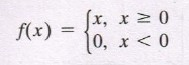 f(x) = {x, x ≥ 0
0, x < 0